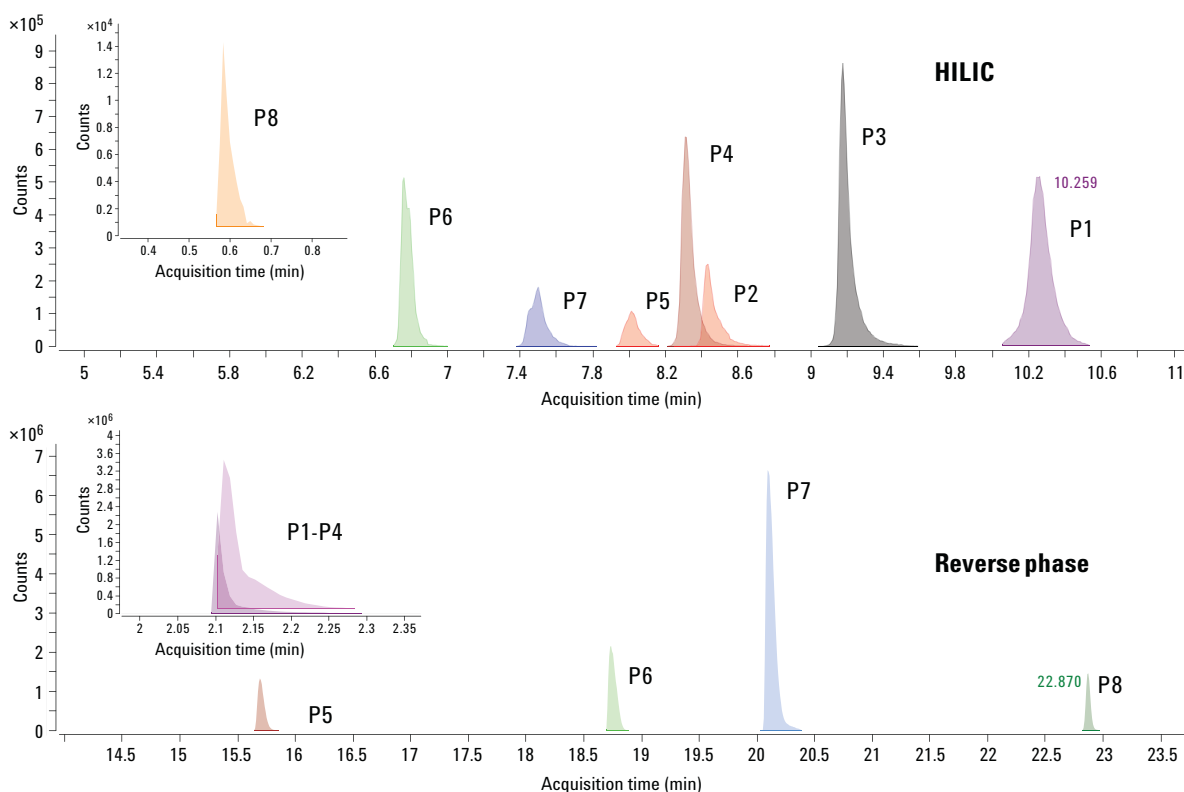 ×10⁵
×10⁴
HILIC
9
8
7
6
5
4
3
2
1
0
Counts
1.4
1.2
1.0
0.8
0.6
0.4
0.2
0
Counts
P8
0.4 0.5 0.6 0.7 0.8
Acquisition time (min)
P6
P7
P5
P4
P2
P3
10.259
P1
5 5.4 5.8 6.2 6.6 7 7.4 7.8 8.2 8.6 9 9.4 9.8 10.2 10.6 11
Acquisition time (min)
×10⁶
×10⁶
7
6
5
4
3
2
1
0
Counts
4
3.6
3.2
2.8
2.4
2
1.6
1.2
0.8
0.4
0
Counts
P1-P4
2 2.05 2.1 2.15 2.2 2.25 2.3 2.35
Acquisition time (min)
Reverse phase
P5
P6
P7
22.870 P8
14.5 15 15.5 16 16.5 17 17.5 18 18.5 19 19.5 20 20.5 21 21.5 22 22.5 23 23.5
Acquisition time (min)